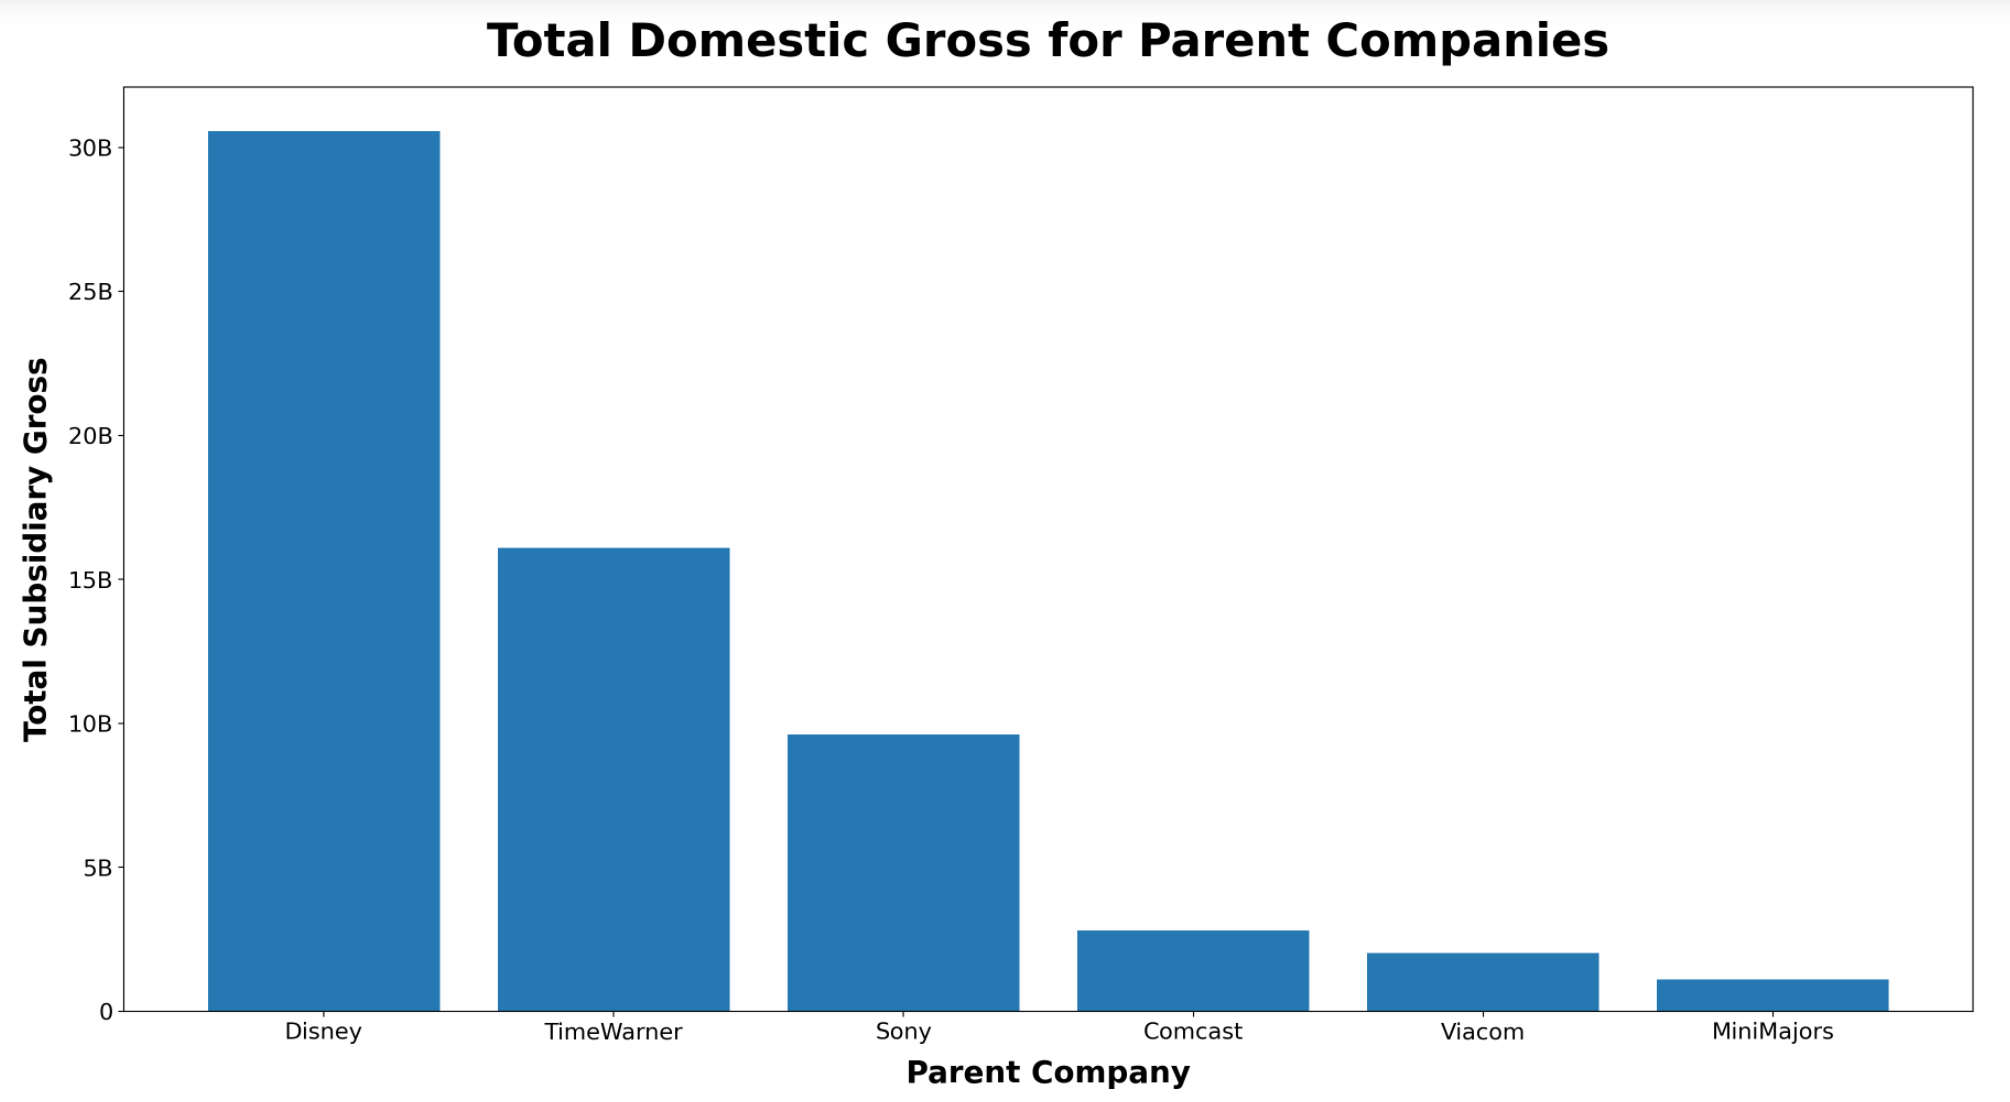 Total Domestic Gross for Parent Companies
Total Subsidiary Gross
30B
25B
20B
15B
10B
5B
0
Disney TimeWarner Sony Comcast Viacom MiniMajors
Parent Company